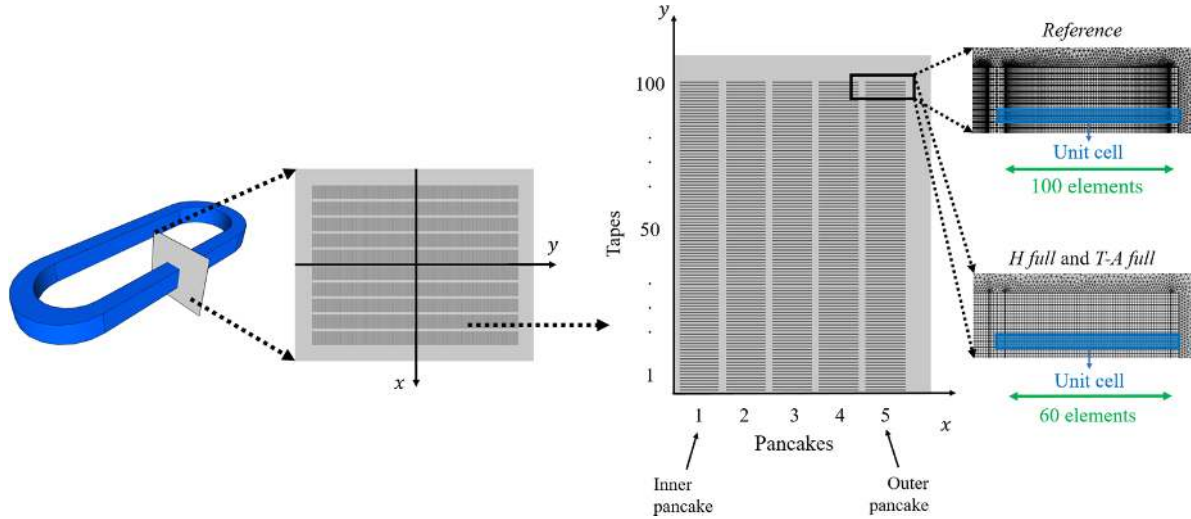 y
x
y
100
.
.
.
50
.
.
.
1
Tapes
1 2 3 4 5
x
Pancakes
Inner
pancake
Outer
pancake
Reference
Unit cell
100 elements
H full and T-A full
Unit cell
60 elements